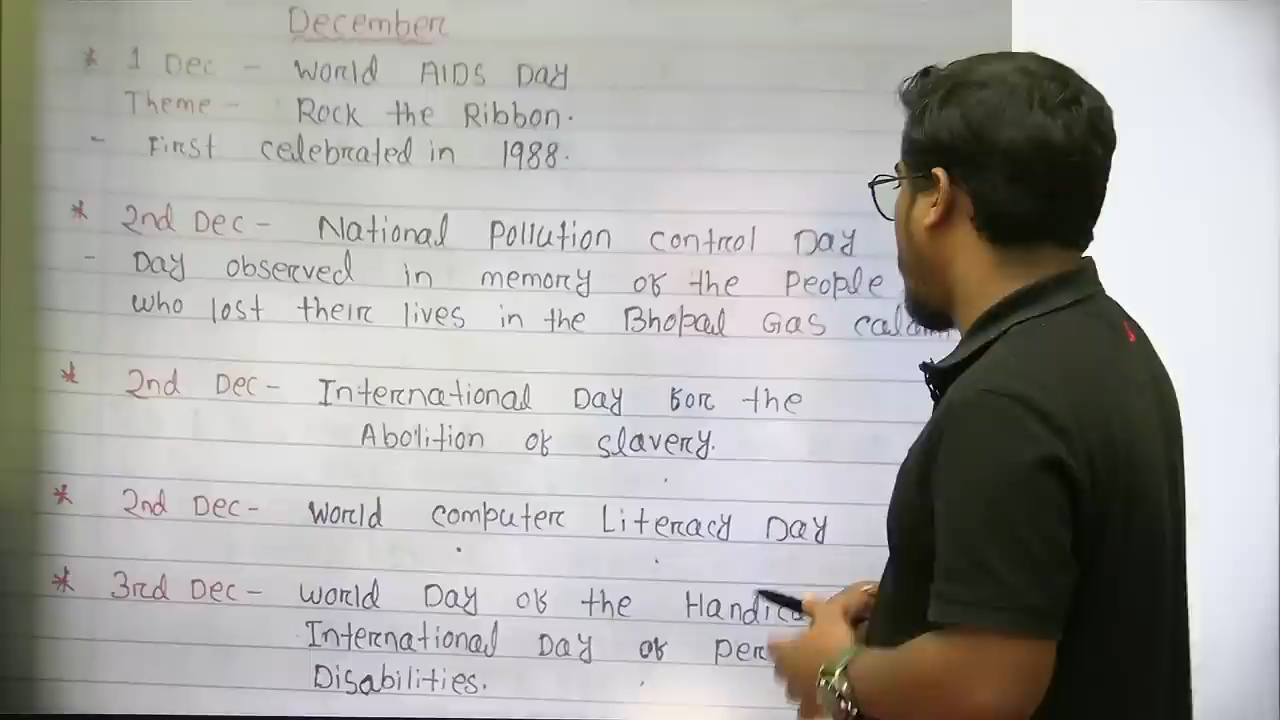 December
* 1 Dec - World AIDS Day
Theme - Rock the Ribbon.
- First celebrated in 1988.
* 2nd Dec - National Pollution control Day
- Day observed in memory of the People
who lost their lives in the Bhopal Gas
* 2nd Dec - International Day For the
Abolition of slavery.
* 2nd Dec - World computer Literacy Day
* 3rd Dec - World Day of the
International Day of
Disabilities.